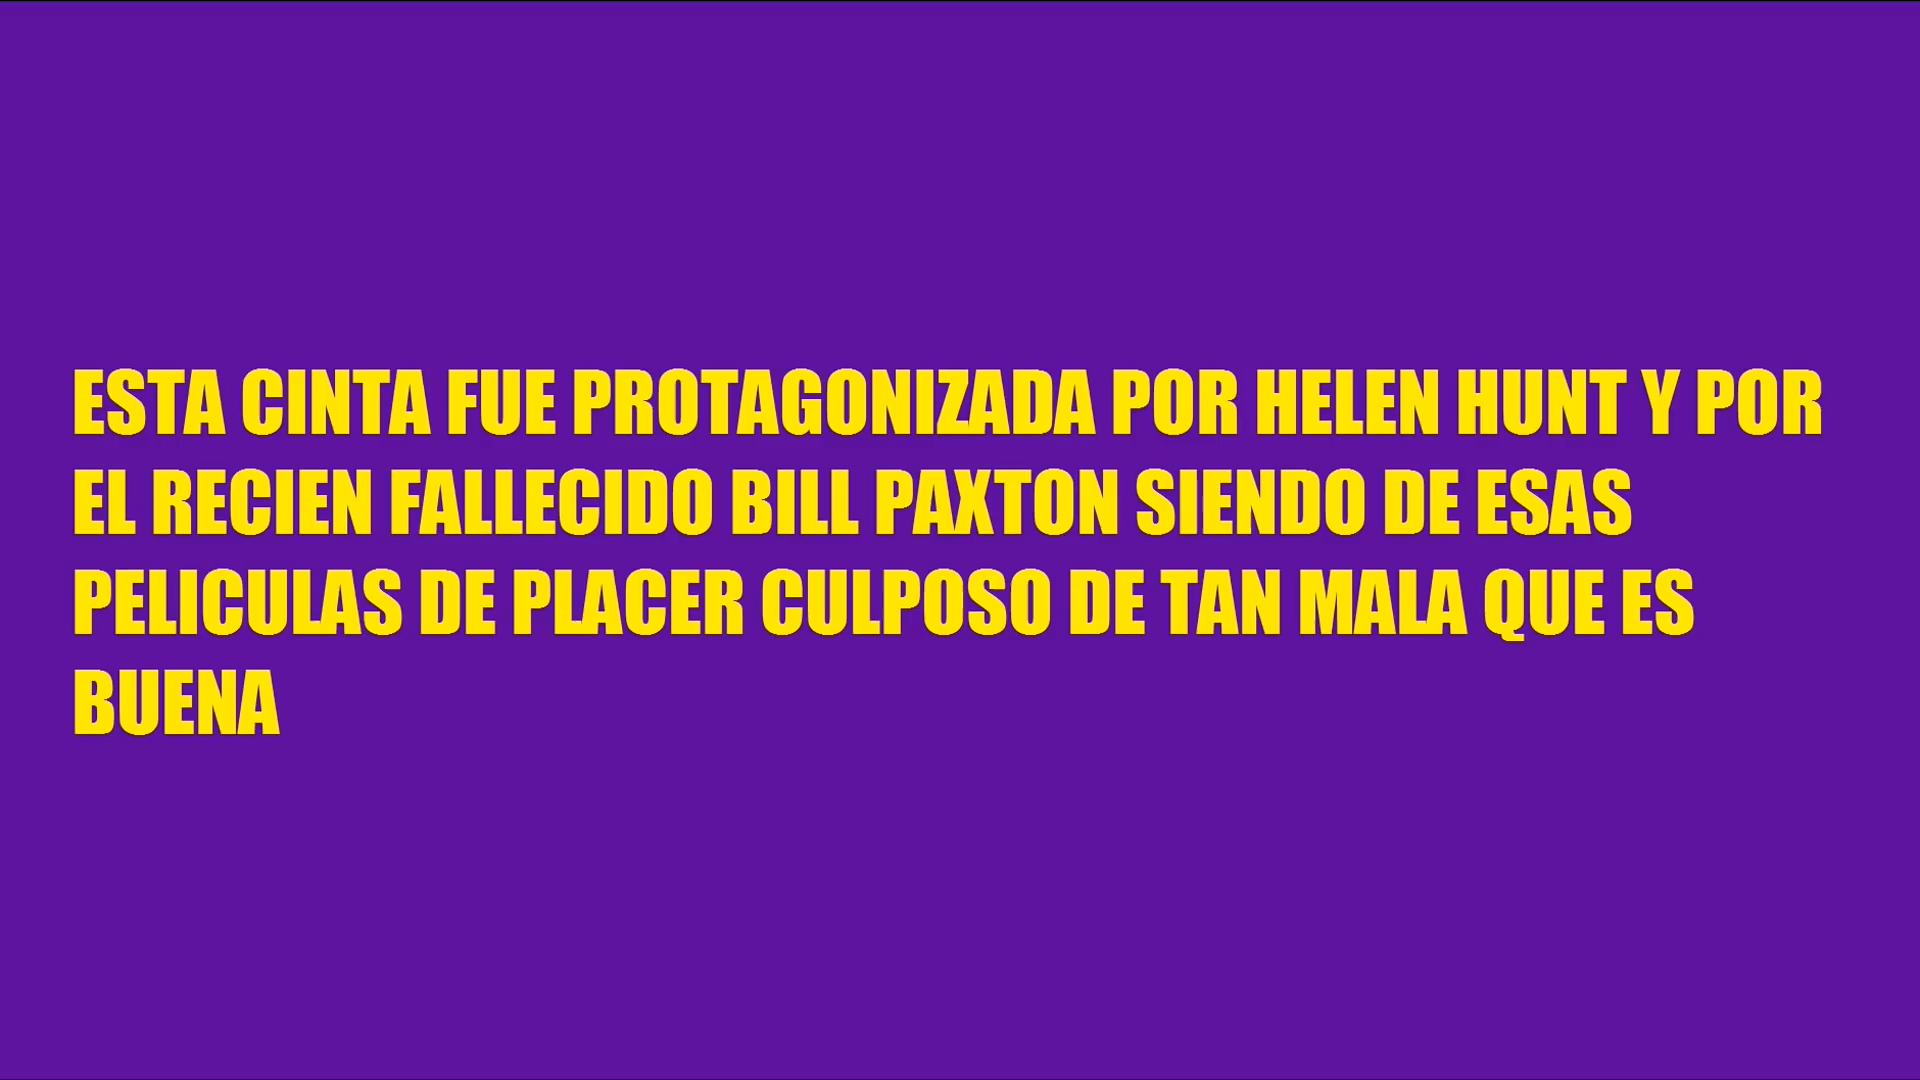 ESTA CINTA FUE PROTAGONIZADA POR HELEN HUNT Y POR
EL RECIEN FALLECIDO BILL PAXTON SIENDO DE ESAS
PELICULAS DE PLACER CULPOSO DE TAN MALA QUE ES
BUENA